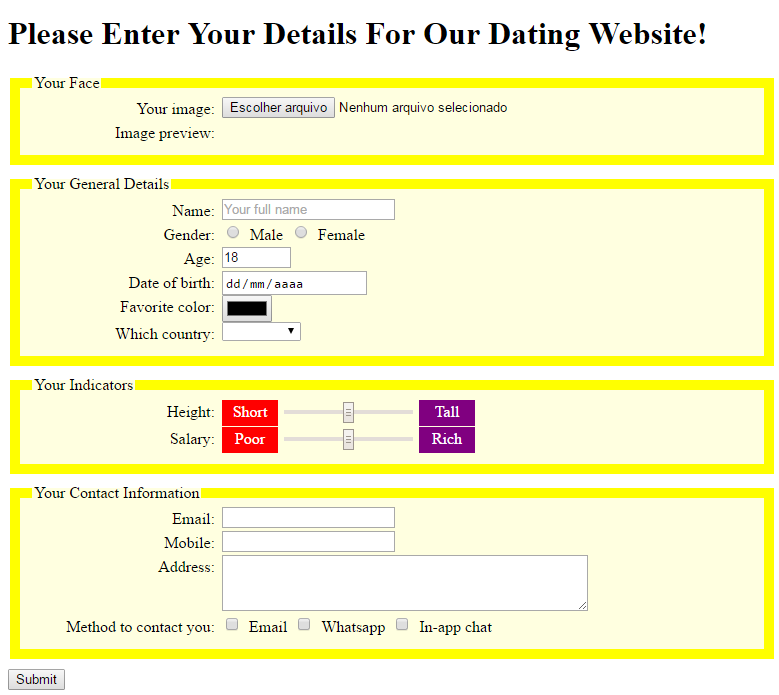 Please Enter Your Details For Our Dating Website!
Your Face
Your image: Escolher arquivo Nenhum arquivo selecionado
Image preview:
Your General Details
Name: Your full name
Gender: Male Female
Age: 18
Date of birth: dd/mm/aaaa
Favorite color:
Which country:
Your Indicators
Height: Short Tall
Salary: Poor Rich
Your Contact Information
Email:
Mobile:
Address:
Method to contact you: Email Whatsapp In-app chat
Submit